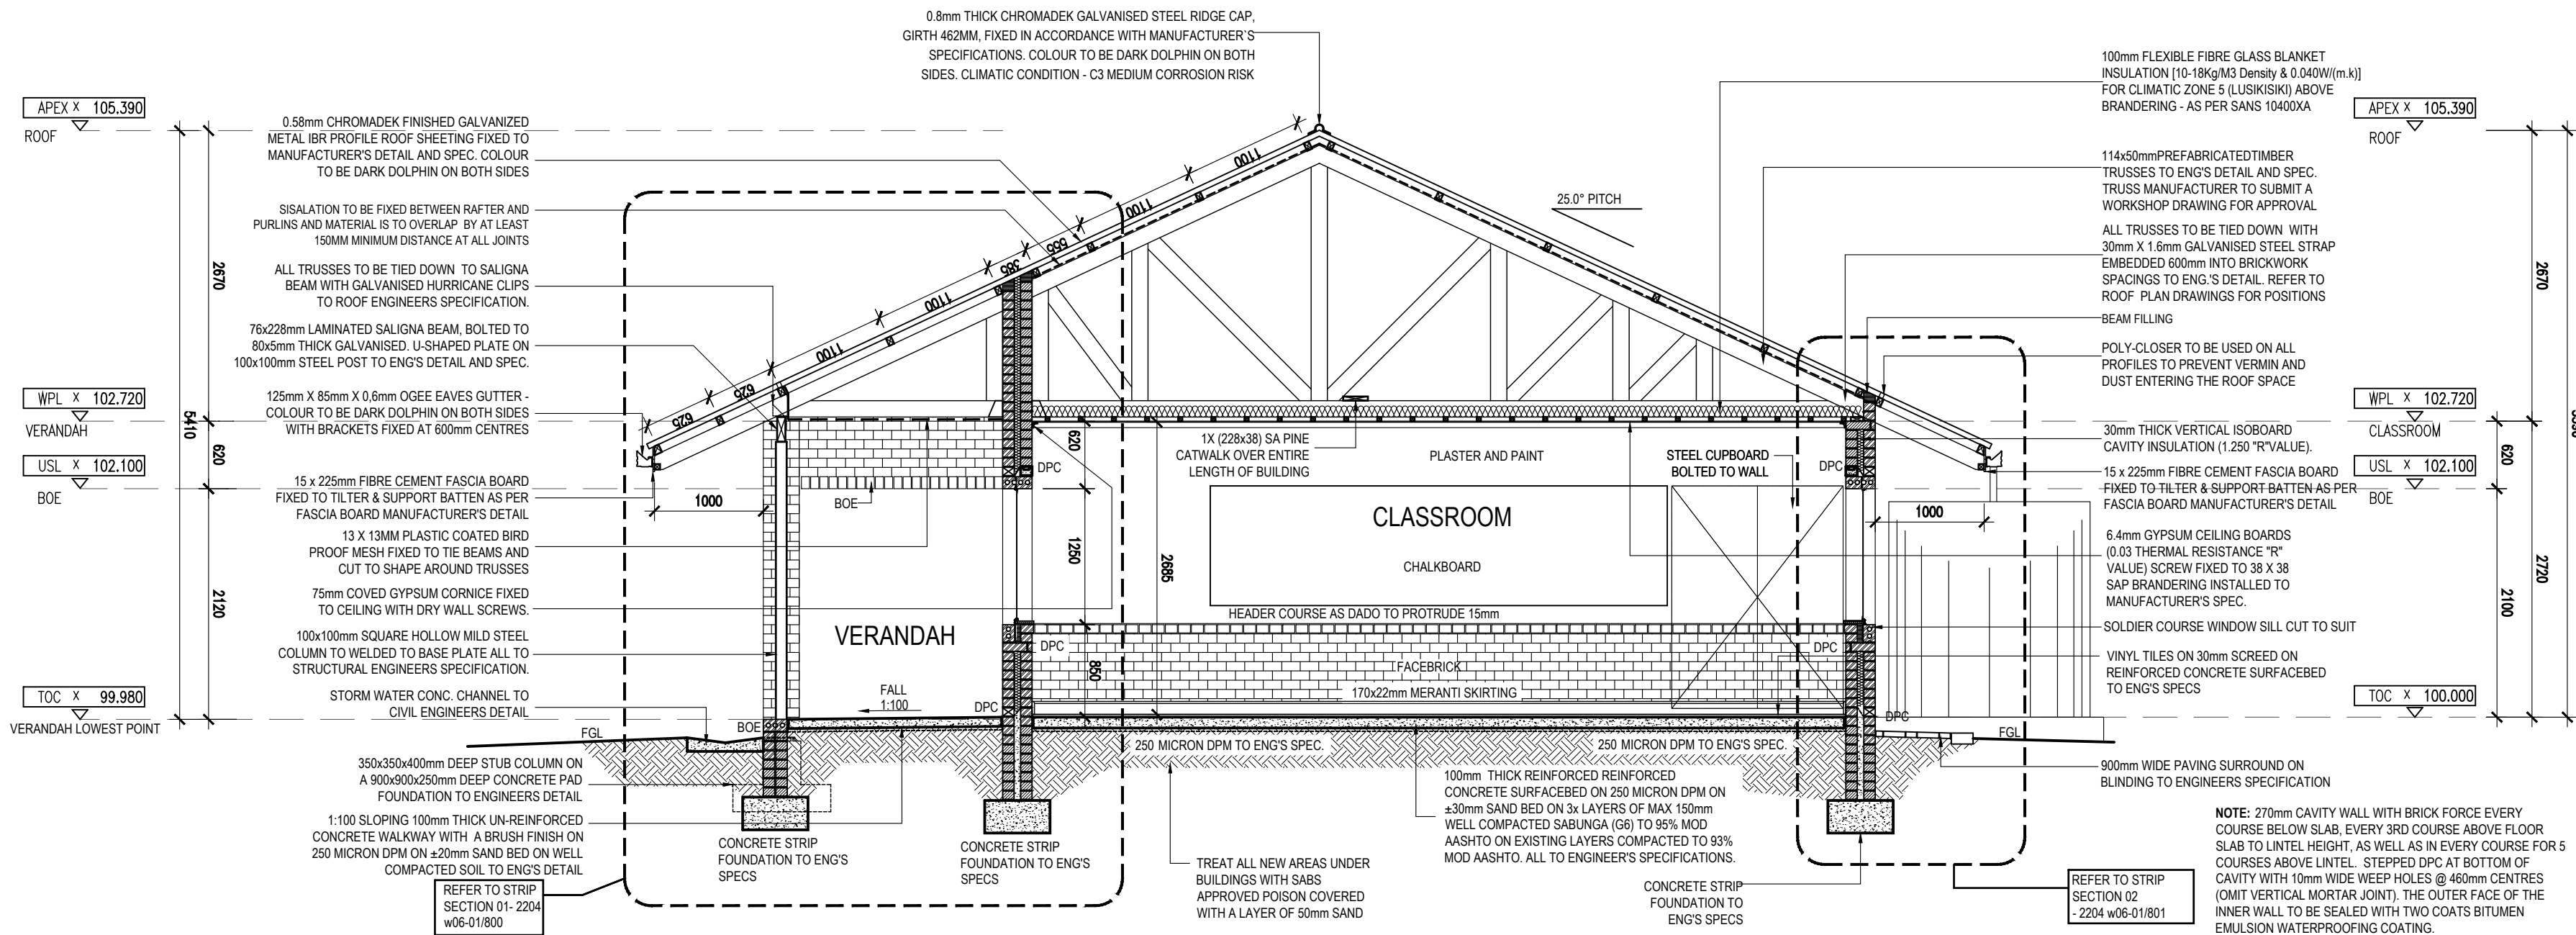 0.8mm THICK CHROMADEK GALVANISED STEEL RIDGE CAP,
GIRTH 462MM, FIXED IN ACCORDANCE WITH MANUFACTURER`S
SPECIFICATIONS. COLOUR TO BE DARK DOLPHIN ON BOTH
SIDES. CLIMATIC CONDITION - C3 MEDIUM CORROSION RISK
APEX X 105.390
ROOF
WPL X 102.720
VERANDAH
USL X 102.100
BOE
TOC X 99.980
VERANDAH LOWEST POINT
5410
2670
620
2120
0.58mm CHROMADEK FINISHED GALVANIZED
METAL IBR PROFILE ROOF SHEETING FIXED TO
MANUFACTURER'S DETAIL AND SPEC. COLOUR
TO BE DARK DOLPHIN ON BOTH SIDES
SISALATION TO BE FIXED BETWEEN RAFTER AND
PURLINS AND MATERIAL IS TO OVERLAP BY AT LEAST
150MM MINIMUM DISTANCE AT ALL JOINTS
ALL TRUSSES TO BE TIED DOWN TO SALIGNA
BEAM WITH GALVANISED HURRICANE CLIPS
TO ROOF ENGINEERS SPECIFICATION.
76x228mm LAMINATED SALIGNA BEAM, BOLTED TO
80x5mm THICK GALVANISED. U-SHAPED PLATE ON
100x100mm STEEL POST TO ENG'S DETAIL AND SPEC.
125mm X 85mm X 0,6mm OGEE EAVES GUTTER -
COLOUR TO BE DARK DOLPHIN ON BOTH SIDES
WITH BRACKETS FIXED AT 600mm CENTRES
15 x 225mm FIBRE CEMENT FASCIA BOARD
FIXED TO TILTER & SUPPORT BATTEN AS PER
FASCIA BOARD MANUFACTURER'S DETAIL
13 X 13MM PLASTIC COATED BIRD
PROOF MESH FIXED TO TIE BEAMS AND
CUT TO SHAPE AROUND TRUSSES
75mm COVED GYPSUM CORNICE FIXED
TO CEILING WITH DRY WALL SCREWS.
100x100mm SQUARE HOLLOW MILD STEEL
COLUMN TO WELDED TO BASE PLATE ALL TO
STRUCTURAL ENGINEERS SPECIFICATION.
STORM WATER CONC. CHANNEL TO
CIVIL ENGINEERS DETAIL
FGL
350x350x400mm DEEP STUB COLUMN ON
A 900x900x250mm DEEP CONCRETE PAD
FOUNDATION TO ENGINEERS DETAIL
1:100 SLOPING 100mm THICK UN-REINFORCED
CONCRETE WALKWAY WITH A BRUSH FINISH ON
250 MICRON DPM ON ±20mm SAND BED ON WELL
COMPACTED SOIL TO ENG'S DETAIL
REFER TO STRIP
SECTION 01- 2204
w06-01/800
625
625
1100
1100
385
555
1100
1100
25.0° PITCH
1000
BOE
VERANDAH
FALL
1:100
DPC
BOE
DPC
DPC
620
1250
850
2685
1X (228x38) SA PINE
CATWALK OVER ENTIRE
LENGTH OF BUILDING
PLASTER AND PAINT
STEEL CUPBOARD
BOLTED TO WALL
DPC
CLASSROOM
CHALKBOARD
HEADER COURSE AS DADO TO PROTRUDE 15mm
FACEBRICK
170x22mm MERANTI SKIRTING
DPC
DPC
250 MICRON DPM TO ENG'S SPEC.
250 MICRON DPM TO ENG'S SPEC.
CONCRETE STRIP
FOUNDATION TO ENG'S
SPECS
CONCRETE STRIP
FOUNDATION TO ENG'S
SPECS
TREAT ALL NEW AREAS UNDER
BUILDINGS WITH SABS
APPROVED POISON COVERED
WITH A LAYER OF 50mm SAND
100mm THICK REINFORCED REINFORCED
CONCRETE SURFACEBED ON 250 MICRON DPM ON
±30mm SAND BED ON 3x LAYERS OF MAX 150mm
WELL COMPACTED SABUNGA (G6) TO 95% MOD
AASHTO ON EXISTING LAYERS COMPACTED TO 93%
MOD AASHTO. ALL TO ENGINEER'S SPECIFICATIONS.
CONCRETE STRIP
FOUNDATION TO
ENG'S SPECS
100mm FLEXIBLE FIBRE GLASS BLANKET
INSULATION [10-18Kg/M3 Density & 0.040W/(m.k)]
FOR CLIMATIC ZONE 5 (LUSIKISIKI) ABOVE
BRANDERING - AS PER SANS 10400XA
114x50mmPREFABRICATEDTIMBER
TRUSSES TO ENG'S DETAIL AND SPEC.
TRUSS MANUFACTURER TO SUBMIT A
WORKSHOP DRAWING FOR APPROVAL
ALL TRUSSES TO BE TIED DOWN WITH
30mm X 1.6mm GALVANISED STEEL STRAP
EMBEDDED 600mm INTO BRICKWORK
SPACINGS TO ENG.'S DETAIL. REFER TO
ROOF PLAN DRAWINGS FOR POSITIONS
BEAM FILLING
POLY-CLOSER TO BE USED ON ALL
PROFILES TO PREVENT VERMIN AND
DUST ENTERING THE ROOF SPACE
30mm THICK VERTICAL ISOBOARD
CAVITY INSULATION (1.250 "R"VALUE).
15 x 225mm FIBRE CEMENT FASCIA BOARD
FIXED TO TILTER & SUPPORT BATTEN AS PER
FASCIA BOARD MANUFACTURER'S DETAIL
1000
6.4mm GYPSUM CEILING BOARDS
(0.03 THERMAL RESISTANCE "R"
VALUE) SCREW FIXED TO 38 X 38
SAP BRANDERING INSTALLED TO
MANUFACTURER'S SPEC.
SOLDIER COURSE WINDOW SILL CUT TO SUIT
VINYL TILES ON 30mm SCREED ON
REINFORCED CONCRETE SURFACEBED
TO ENG'S SPECS
FGL
900mm WIDE PAVING SURROUND ON
BLINDING TO ENGINEERS SPECIFICATION
REFER TO STRIP
SECTION 02
- 2204 w06-01/801
APEX X 105.390
ROOF
WPL X 102.720
CLASSROOM
USL X 102.100
BOE
TOC X 100.000
2670
620
2720
2100
NOTE: 270mm CAVITY WALL WITH BRICK FORCE EVERY
COURSE BELOW SLAB, EVERY 3RD COURSE ABOVE FLOOR
SLAB TO LINTEL HEIGHT, AS WELL AS IN EVERY COURSE FOR 5
COURSES ABOVE LINTEL. STEPPED DPC AT BOTTOM OF
CAVITY WITH 10mm WIDE WEEP HOLES @ 460mm CENTRES
(OMIT VERTICAL MORTAR JOINT). THE OUTER FACE OF THE
INNER WALL TO BE SEALED WITH TWO COATS BITUMEN
EMULSION WATERPROOFING COATING.